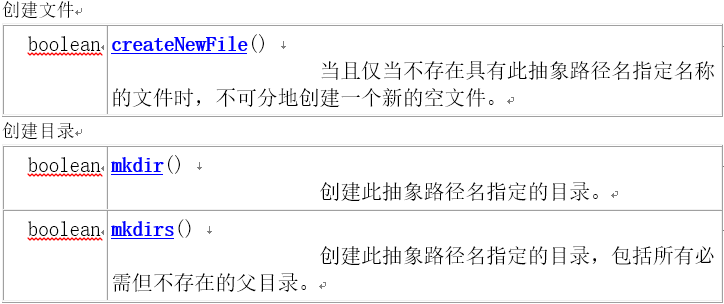 创建文件
boolean createNewFile()
当且仅当不存在具有此抽象路径名指定名称
的文件时，不可分地创建一个新的空文件。
创建目录
boolean mkdir()
创建此抽象路径名指定的目录。
boolean mkdirs()
创建此抽象路径名指定的目录，包括所有必
需但不存在的父目录。